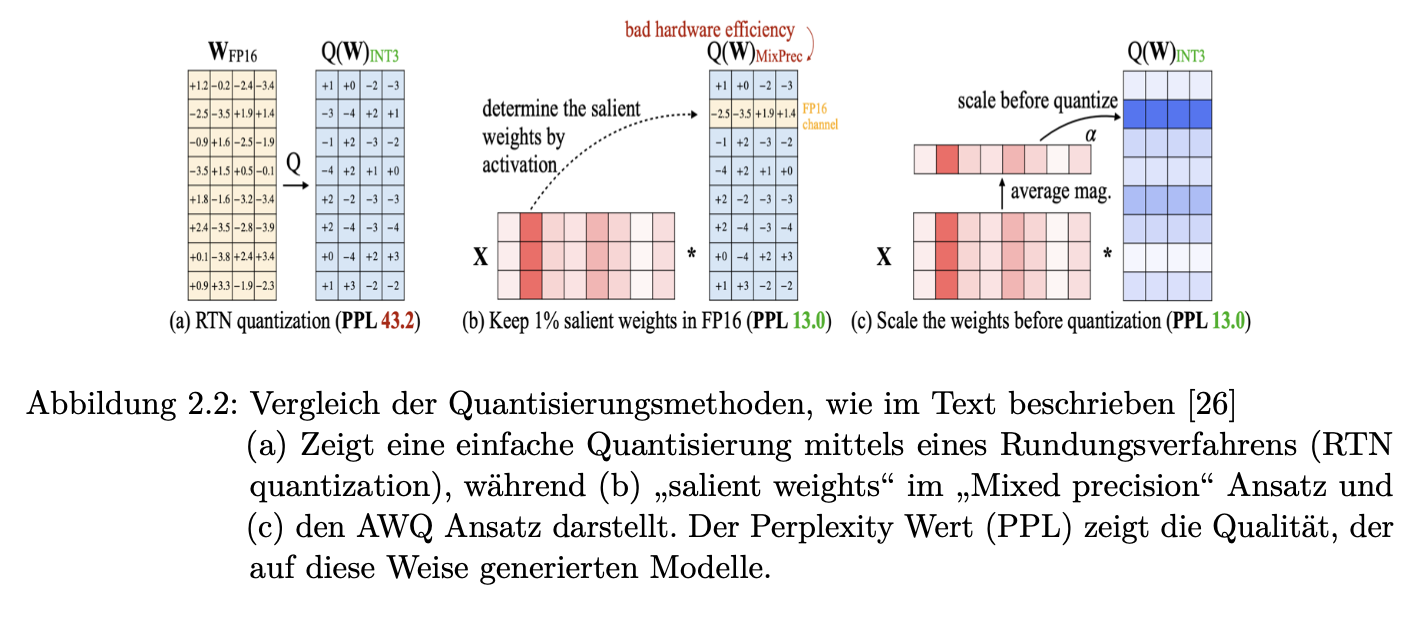 bad hardware efficiency
W FP16
Q(W) INT3
Q(W) MixPrec
Q(W) INT3
+1.2 −0.2 −2.4 −3.4
−2.5 −3.5 +1.9 +1.4
−0.9 +1.6 −2.5 −1.9
−3.5 +1.5 +0.5 −0.1
+1.8 −1.6 −3.2 −3.4
+2.4 −3.5 −2.8 −3.9
+0.1 −3.8 +2.4 +3.4
+0.9 +3.3 −1.9 −2.3
Q
+1 +0 −2 −3
−3 −4 +2 +1
−1 +2 −3 −2
−4 +2 +1 +0
+2 −2 −3 −3
+2 −4 −3 −4
+0 −4 +2 +3
+1 +3 −2 −2
determine the salient
weights by
activation
X
*
+1 +0 −2 −3
−2.5 −3.5 +1.9 +1.4
−1 +2 −3 −2
−4 +2 +1 +0
+2 −2 −3 −3
+2 −4 −3 −4
+0 −4 +2 +3
+1 +3 −2 −2
FP16
channel
scale before quantize
α
average mag.
X
*
(a) RTN quantization (PPL 43.2)
(b) Keep 1% salient weights in FP16 (PPL 13.0)
(c) Scale the weights before quantization (PPL 13.0)
Abbildung 2.2: Vergleich der Quantisierungsmethoden, wie im Text beschrieben [26]
(a) Zeigt eine einfache Quantisierung mittels eines Rundungsverfahrens (RTN
quantization), während (b) „salient weights“ im „Mixed precision“ Ansatz und
(c) den AWQ Ansatz darstellt. Der Perplexity Wert (PPL) zeigt die Qualität, der
auf diese Weise generierten Modelle.